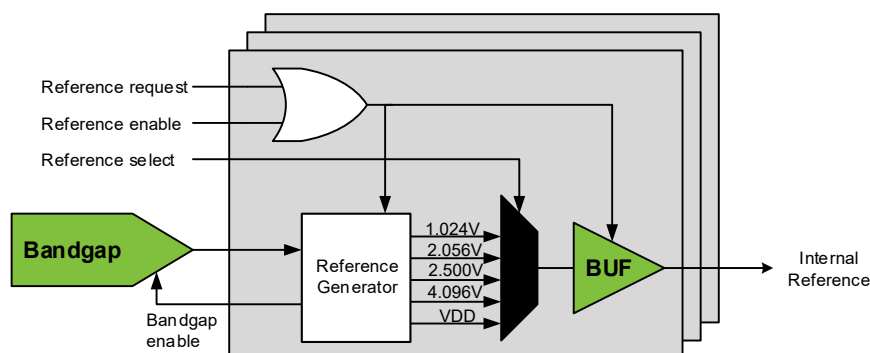 Reference request
Reference enable
Reference select
Bandgap
Bandgap
enable
Reference
Generator
1.024V
2.056V
2.500V
4.096V
VDD
BUF
Internal
Reference